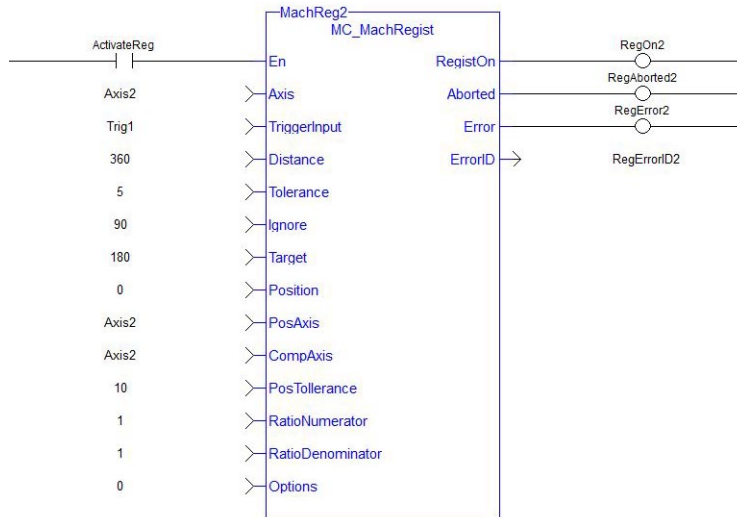 MachReg2
MC_MachRegist
ActivateReg
En
RegistOn
RegOn2
Axis2
Axis
Aborted
RegAborted2
Trig1
TriggerInput
Error
RegError2
360
Distance
ErrorID
RegErrorID2
5
Tolerance
90
Ignore
180
Target
0
Position
Axis2
PosAxis
Axis2
CompAxis
10
PosTollerance
1
RatioNumerator
1
RatioDenominator
0
Options